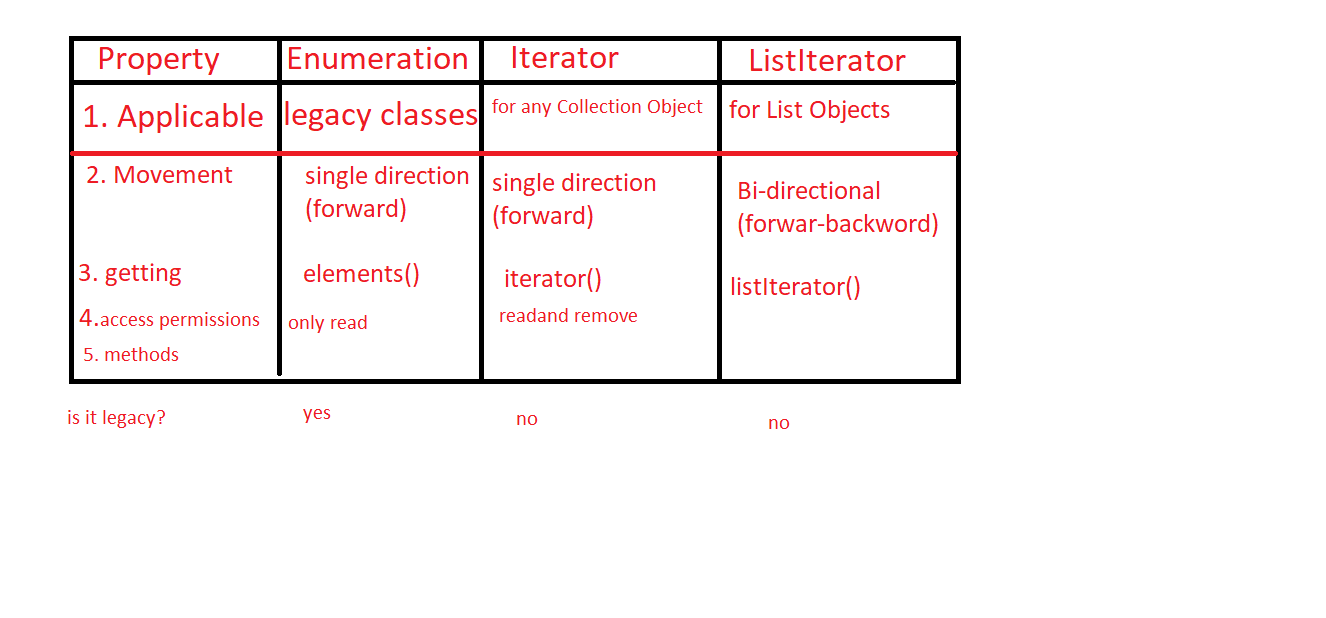 Property Enumeration Iterator ListIterator
1. Applicable legacy classes for any Collection Object for List Objects
2. Movement single direction single direction Bi-directional
(forward) (forward) (forwar-backword)
3. getting elements() iterator() listIterator()
4.access permissions only read readand remove
5. methods
is it legacy? yes no no